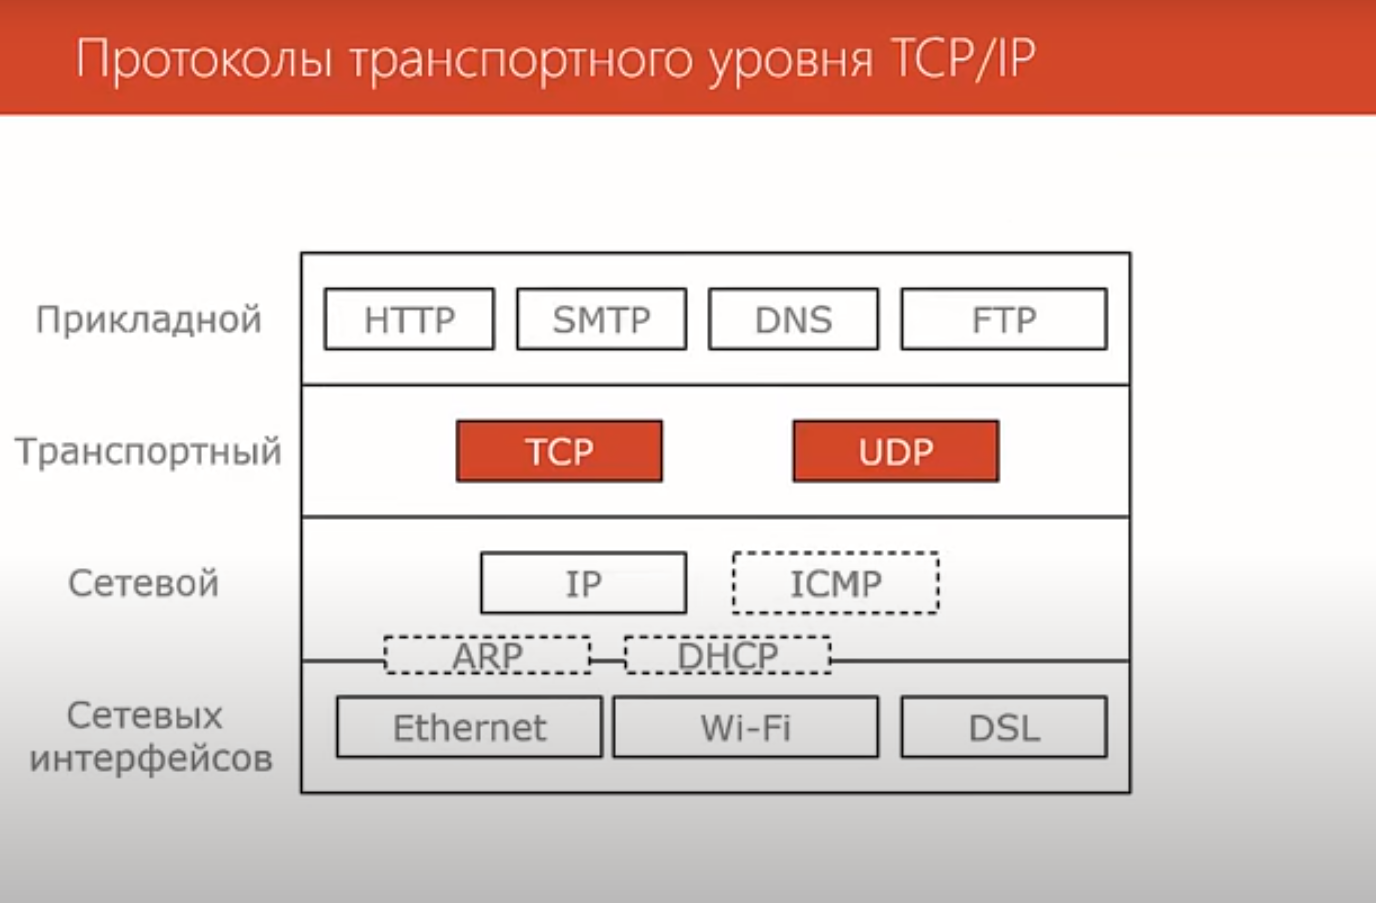 Протоколы транспортного уровня TCP/IP
Прикладной
HTTP
SMTP
DNS
FTP
Транспортный
TCP
UDP
Сетевой
IP
ICMP
ARP
DHCP
Сетевых
интерфейсов
Ethernet
Wi-Fi
DSL